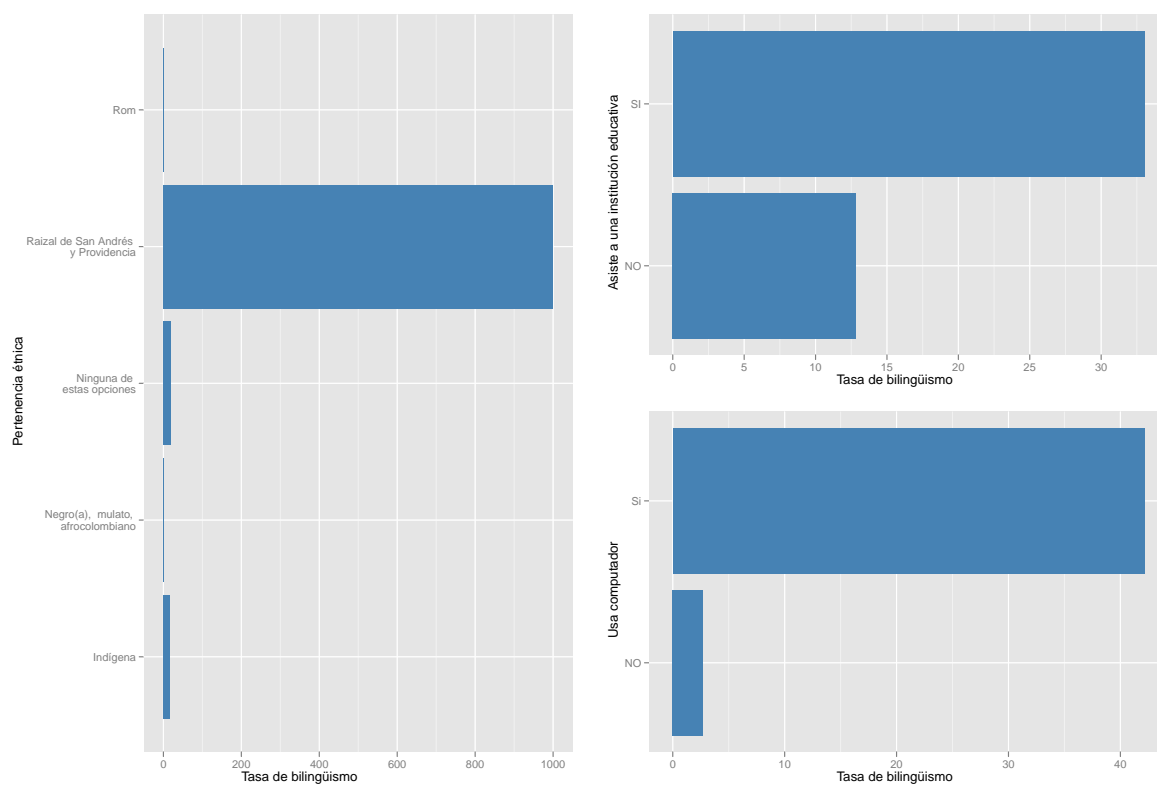 Pertenencia étnica
Rom
Raizal de San Andrés
y Providencia
Ninguna de
estas opciones
Negro(a),  mulato,
afrocolombiano
Indígena
0 200 400 600 800 1000
Tasa de bilingüismo
Asiste a una institución educativa
SI
NO
0 5 10 15 20 25 30
Tasa de bilingüismo
Usa computador
Si
NO
0 10 20 30 40
Tasa de bilingüismo